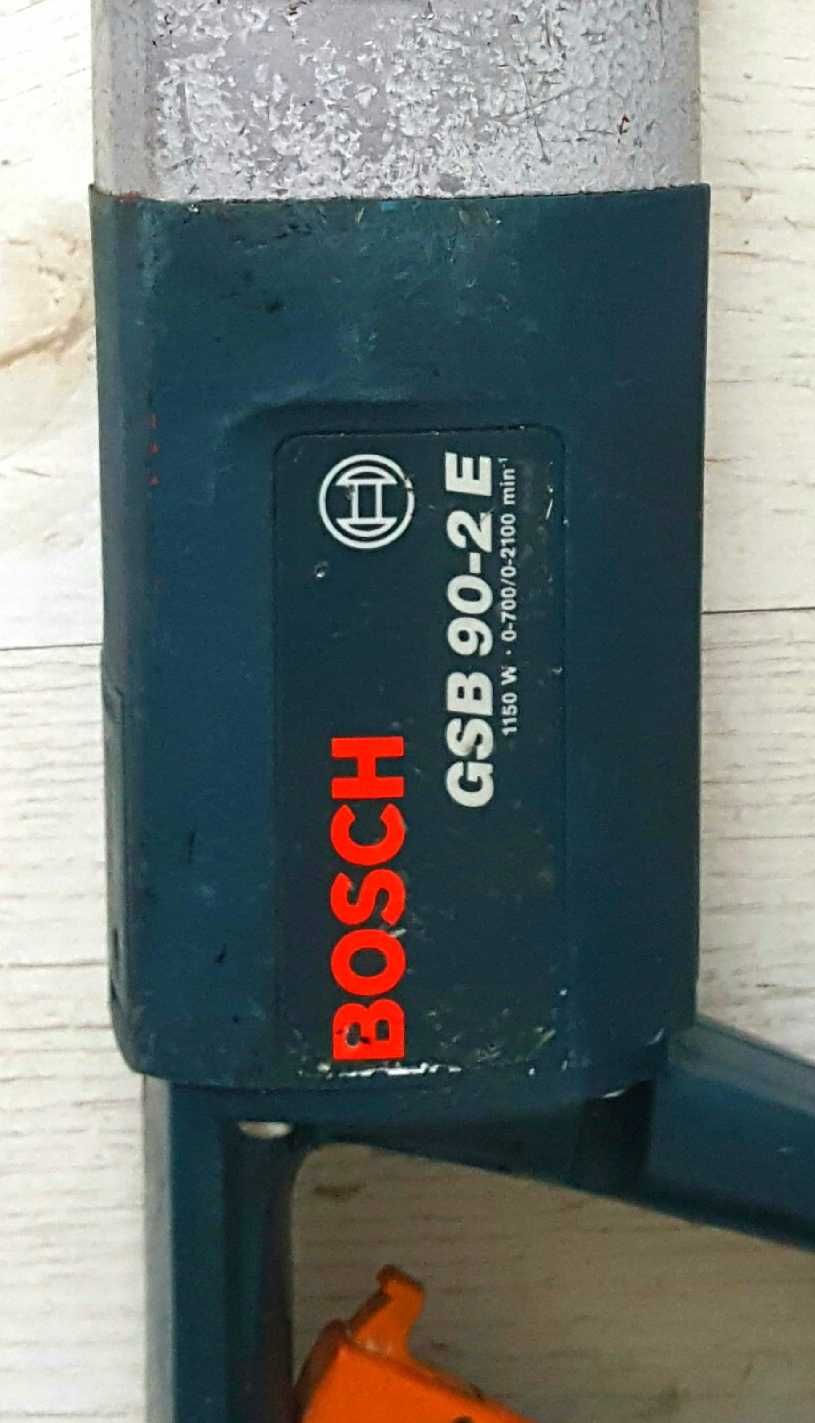 BOSCH
GSB 90-2 E
1150 W · 0-700/0-2100 min⁻¹